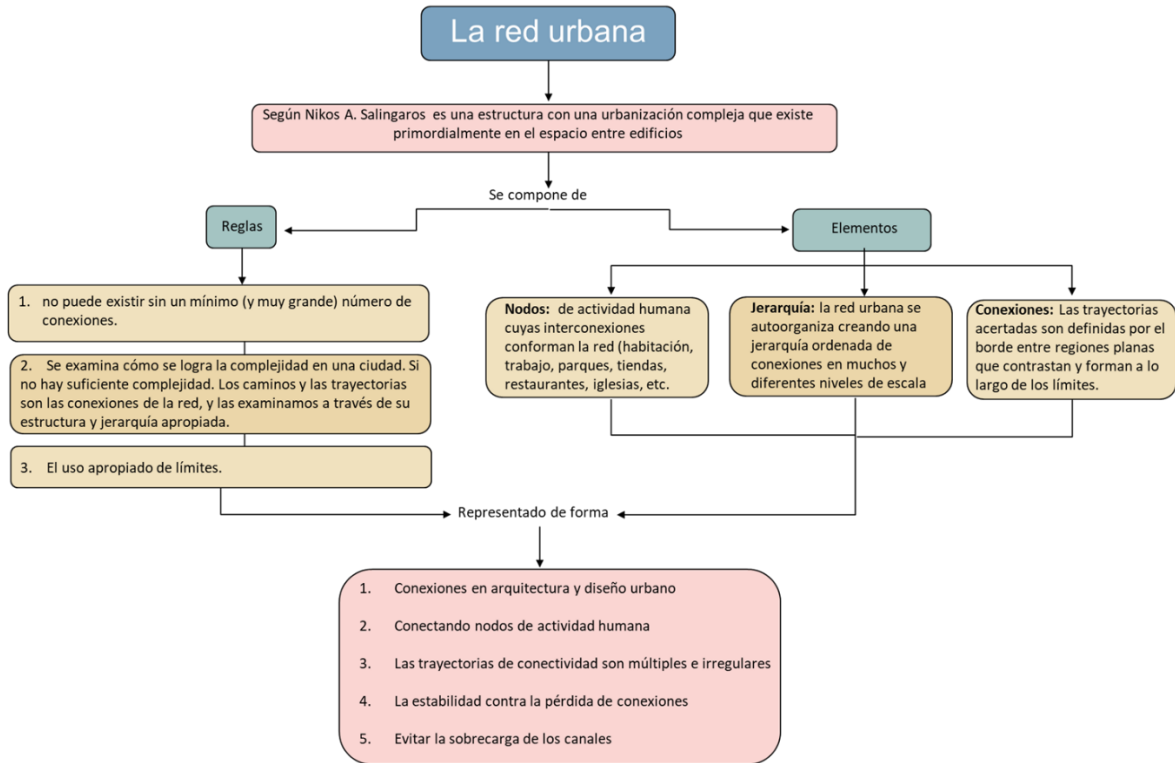 La red urbana
Según Nikos A. Salingaros es una estructura con una urbanización compleja que existe
primordialmente en el espacio entre edificios
Se compone de
Reglas
Elementos
1. no puede existir sin un mínimo (y muy grande) número de
conexiones.
2. Se examina cómo se logra la complejidad en una ciudad. Si
no hay suficiente complejidad. Los caminos y las trayectorias
son las conexiones de la red, y las examinamos a través de su
estructura y jerarquía apropiada.
3. El uso apropiado de límites.
Nodos: de actividad humana
cuyas interconexiones
conforman la red (habitación,
trabajo, parques, tiendas,
restaurantes, iglesias, etc.
Jerarquía: la red urbana se
autoorganiza creando una
jerarquía ordenada de
conexiones en muchos y
diferentes niveles de escala
Conexiones: Las trayectorias
acertadas son definidas por el
borde entre regiones planas
que contrastan y forman a lo
largo de los límites.
Representado de forma
1. Conexiones en arquitectura y diseño urbano
2. Conectando nodos de actividad humana
3. Las trayectorias de conectividad son múltiples e irregulares
4. La estabilidad contra la pérdida de conexiones
5. Evitar la sobrecarga de los canales